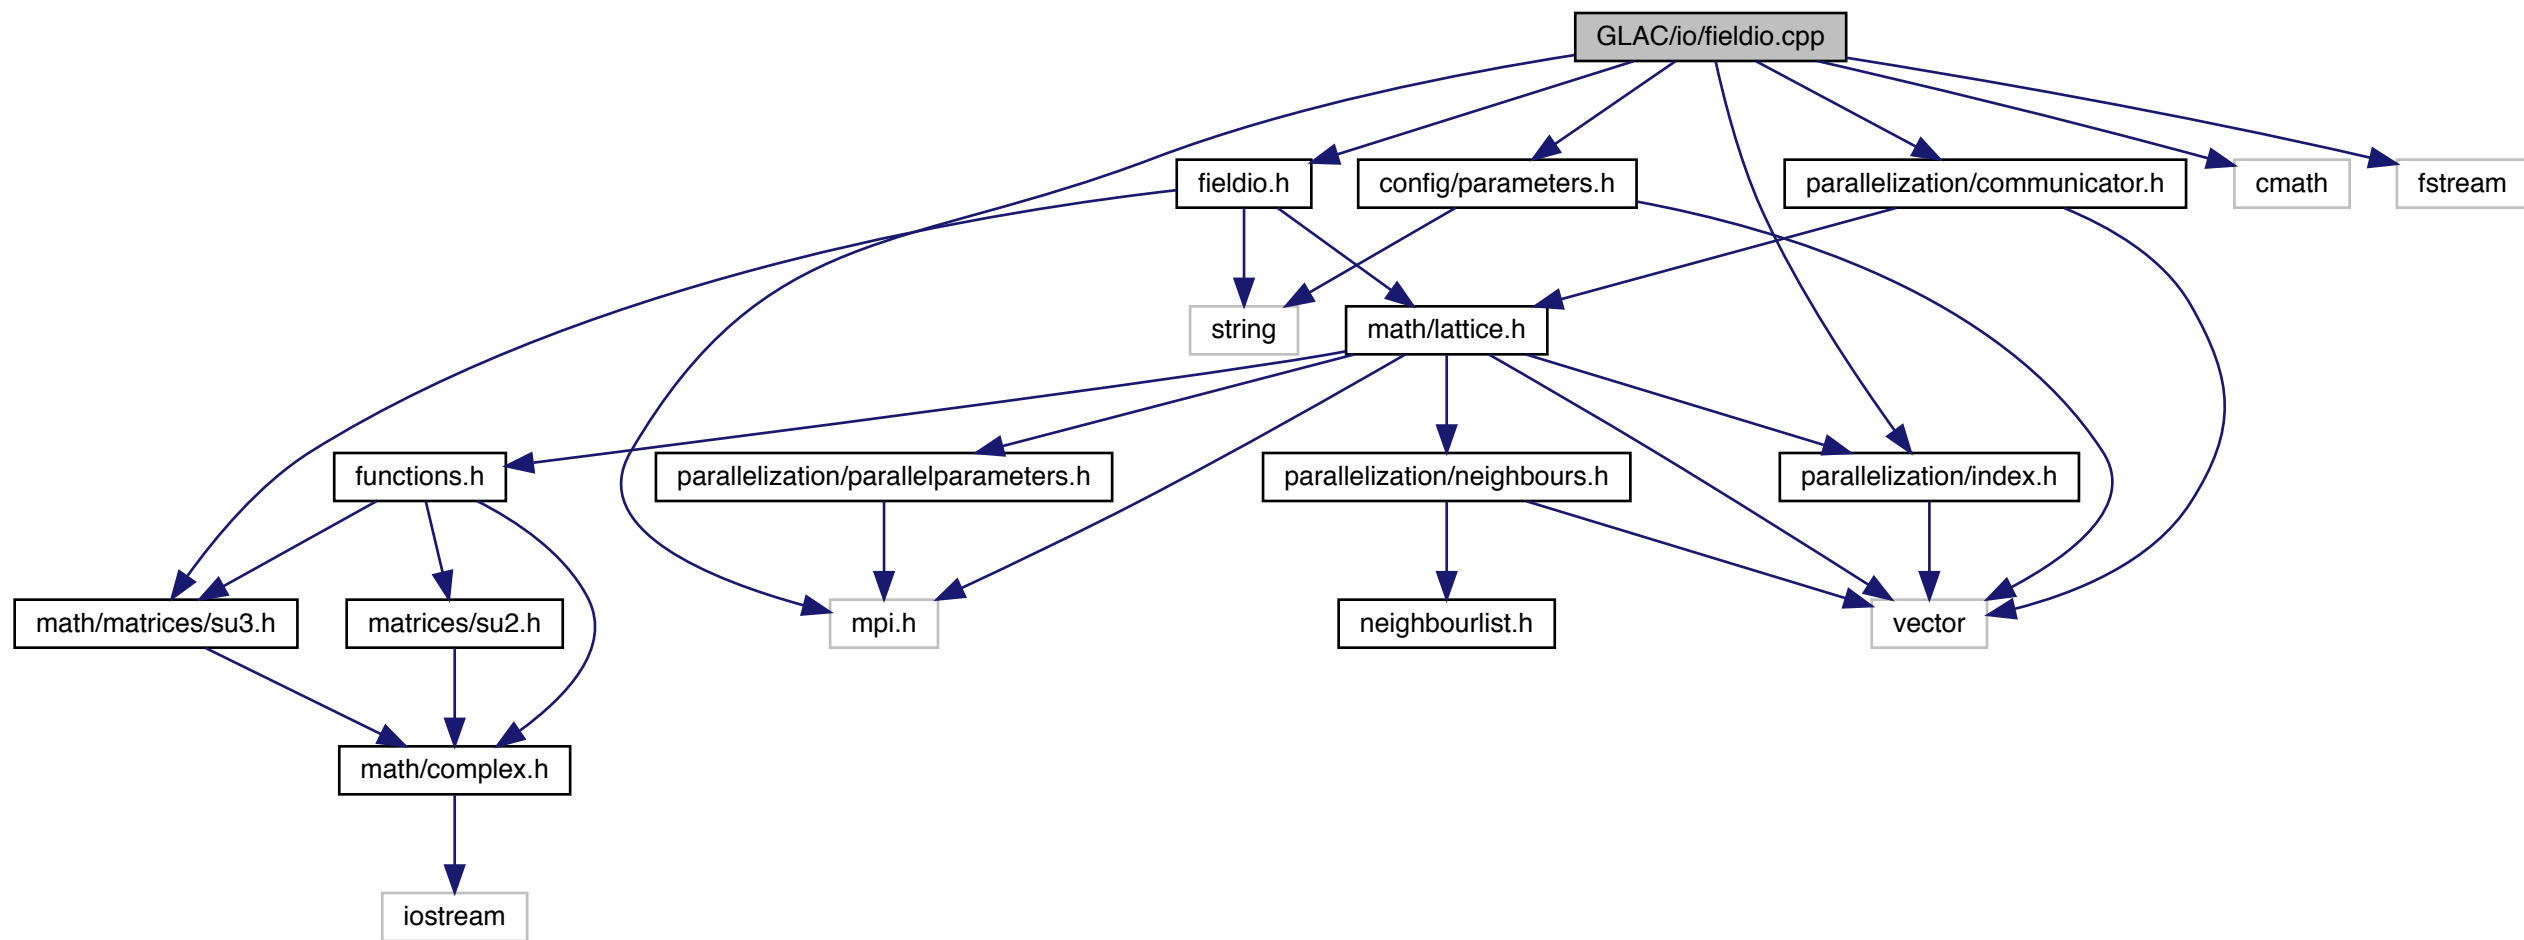 GLAC/io/fieldio.cpp
fieldio.h
config/parameters.h
parallelization/communicator.h
cmath
fstream
string
math/lattice.h
functions.h
parallelization/parallelparameters.h
parallelization/neighbours.h
parallelization/index.h
math/matrices/su3.h
matrices/su2.h
mpi.h
neighbourlist.h
vector
math/complex.h
iostream